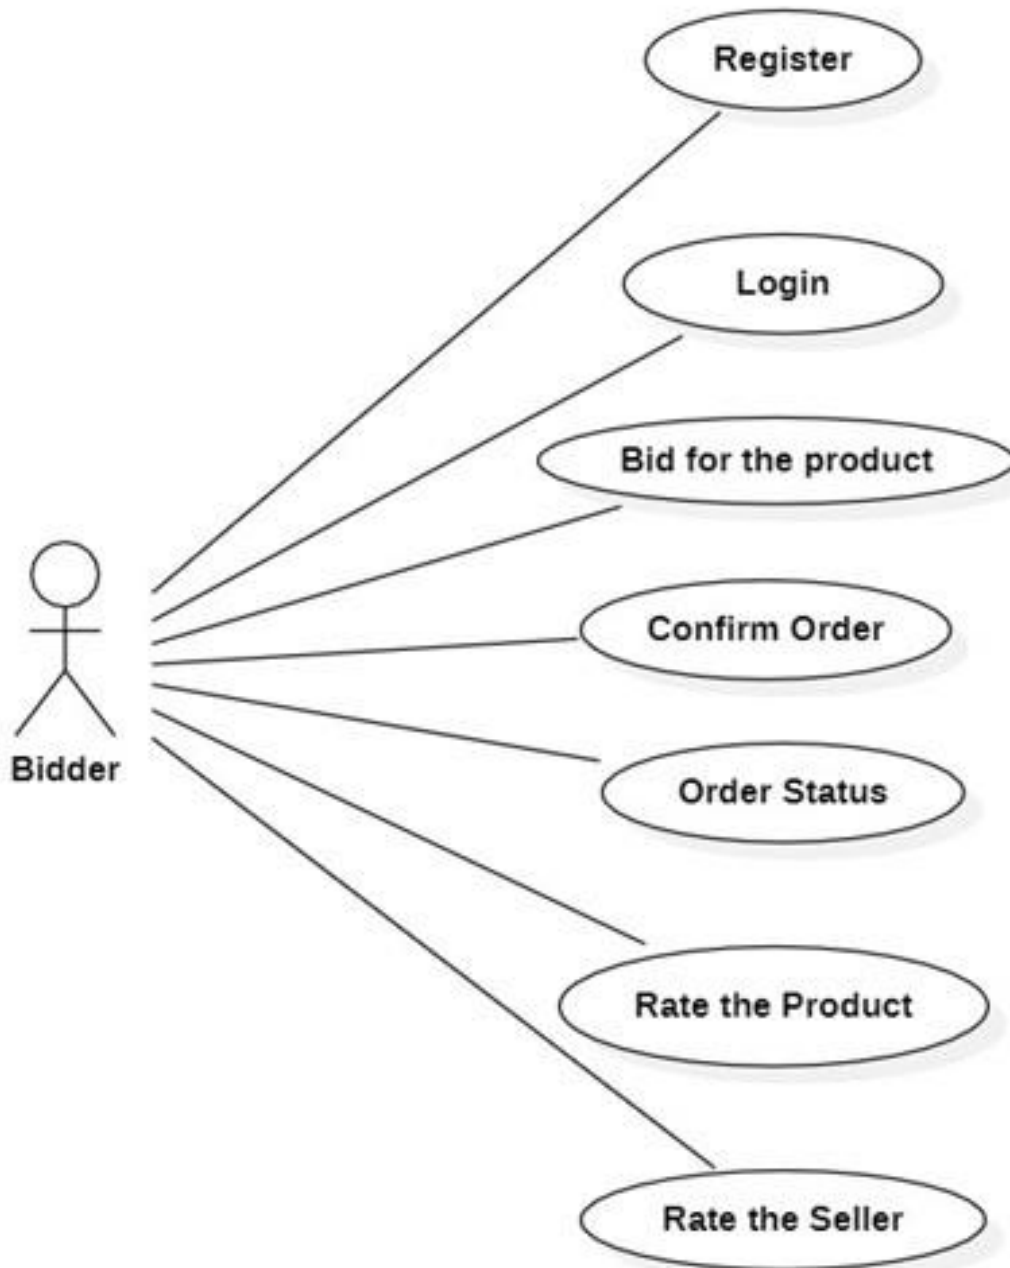 Register
Login
Bid for the product
Confirm Order
Bidder
Order Status
Rate the Product
Rate the Seller